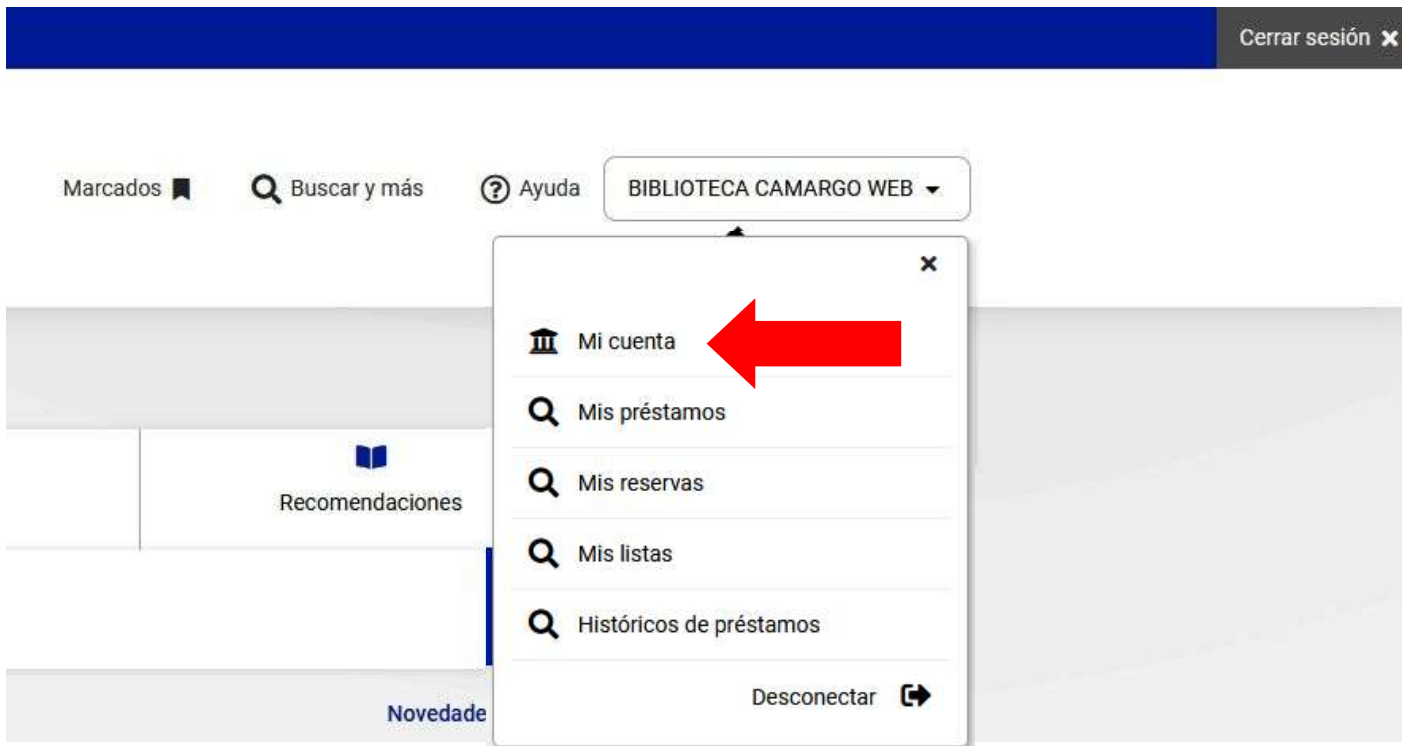 Cerrar sesión
Marcados
Buscar y más
Ayuda
BIBLIOTECA CAMARGO WEB
Mi cuenta
Mis préstamos
Recomendaciones
Mis reservas
Mis listas
Históricos de préstamos
Desconectar
Novedade